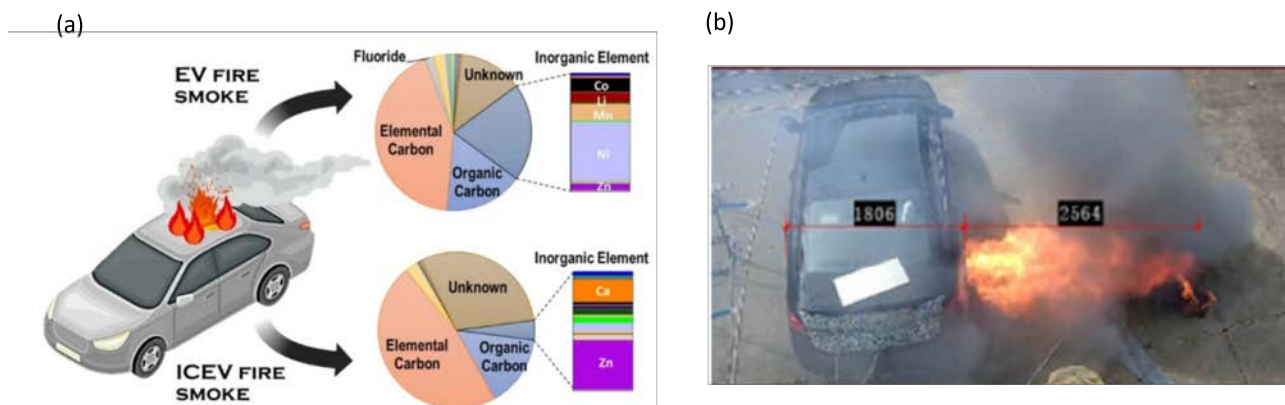 (a)
(b)
EV FIRE
SMOKE
Fluoride
Unknown
Elemental
Carbon
Organic
Carbon
Inorganic Element
Co
Li
Mn
Ni
Zn
1806
2564
ICEV FIRE
SMOKE
Unknown
Elemental
Carbon
Organic
Carbon
Inorganic Element
Ca
Zn